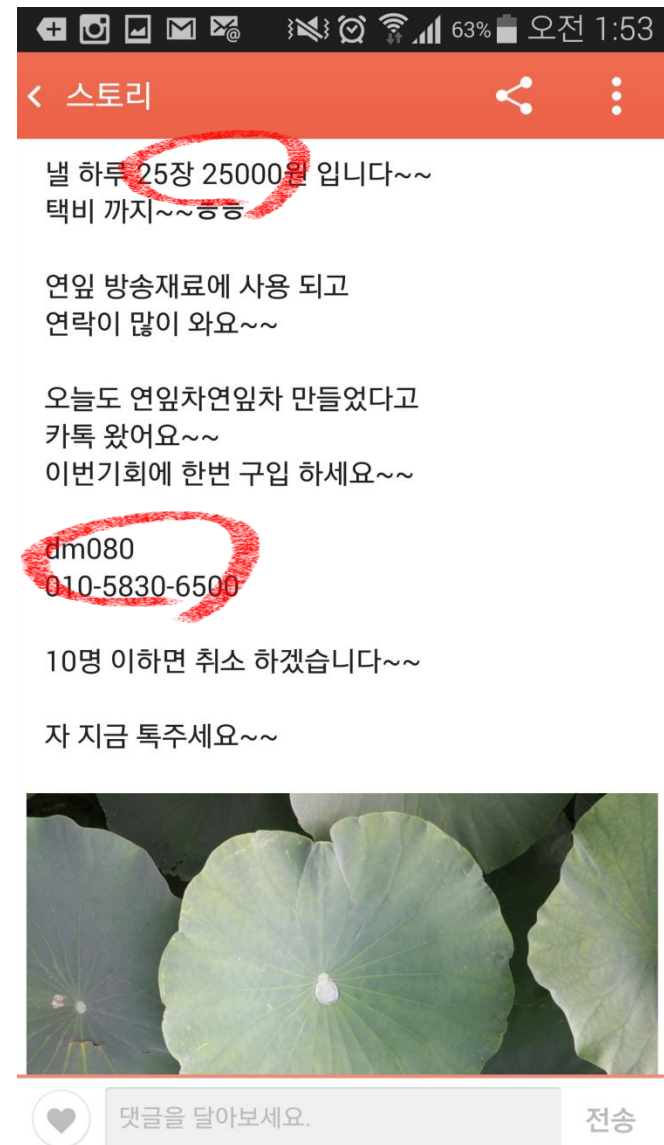 63% 오전 1:53
스토리
낼 하루 25장 25000원 입니다~~
택비 까지~~ㅎㅎ
연잎 방송재료에 사용 되고
연락이 많이 와요~~
오늘도 연잎차연잎차 만들었다고
카톡 왔어요~~
이번기회에 한번 구입 하세요~~
dm080
010-5830-6500
10명 이하면 취소 하겠습니다~~
자 지금 톡주세요~~
댓글을 달아보세요. 전송